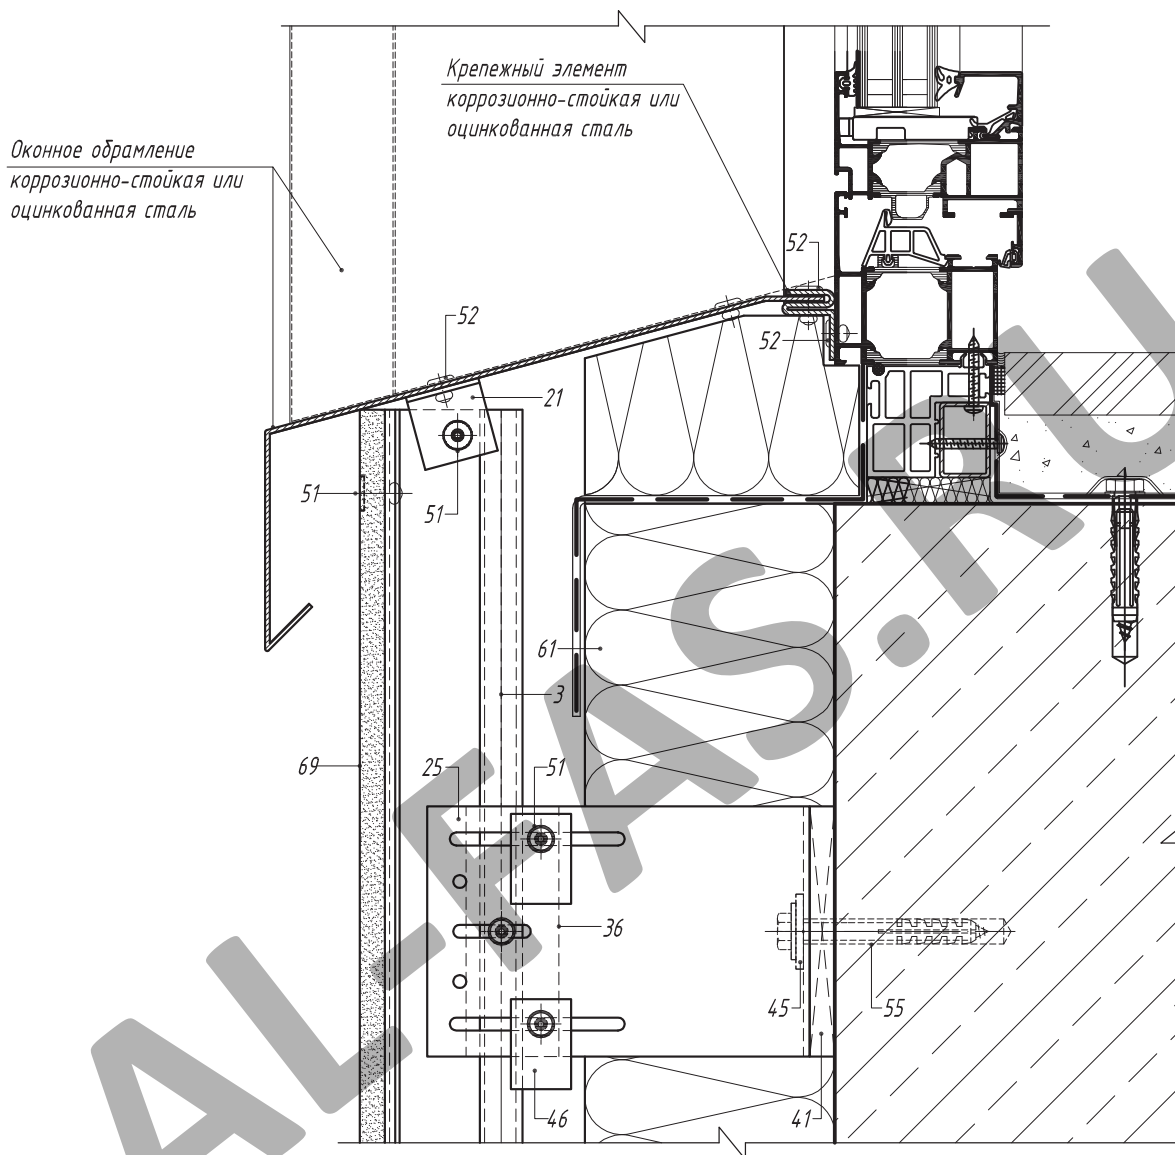 Крепежный элемент
коррозионно-стойкая или
оцинкованная сталь
Оконное обрамление
коррозионно-стойкая или
оцинкованная сталь
52
52
52
21
51
51
61
3
69
25
51
36
45
55
46
41
AL-FAS.RU